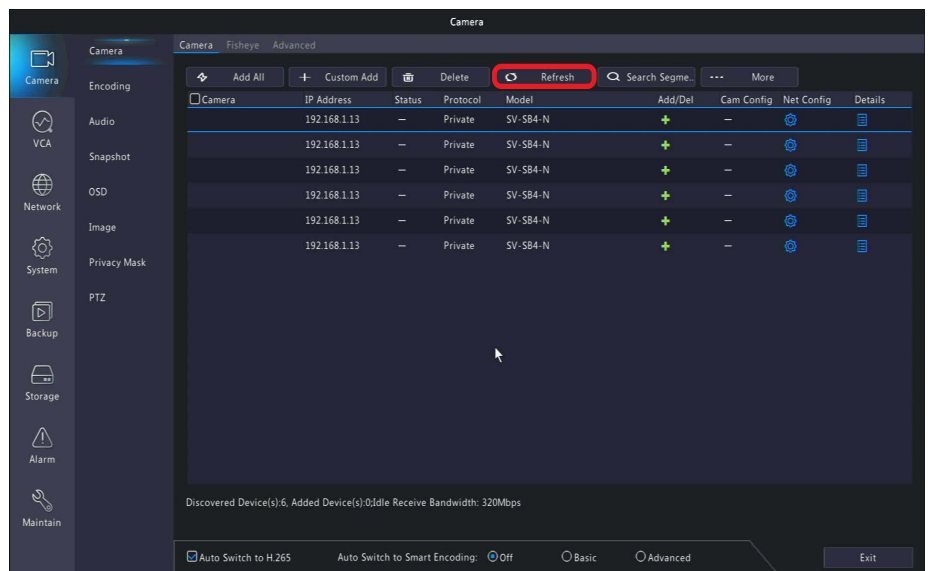 Camera
Camera Fisheye Advanced
Camera
VCA
Network
System
Backup
Storage
Alarm
Maintain
Camera
Encoding
Audio
Snapshot
OSD
Image
Privacy Mask
PTZ
Add All Custom Add Delete Refresh Search Segme.. More
Camera IP Address Status Protocol Model Add/Del Cam Config Net Config Details
192.168.1.13 — Private SV-SB4-N
192.168.1.13 — Private SV-SB4-N
192.168.1.13 — Private SV-SB4-N
192.168.1.13 — Private SV-SB4-N
192.168.1.13 — Private SV-SB4-N
192.168.1.13 — Private SV-SB4-N
Discovered Device(s):6, Added Device(s):0;Idle Receive Bandwidth: 320Mbps
Auto Switch to H.265 Auto Switch to Smart Encoding: Off Basic Advanced Exit